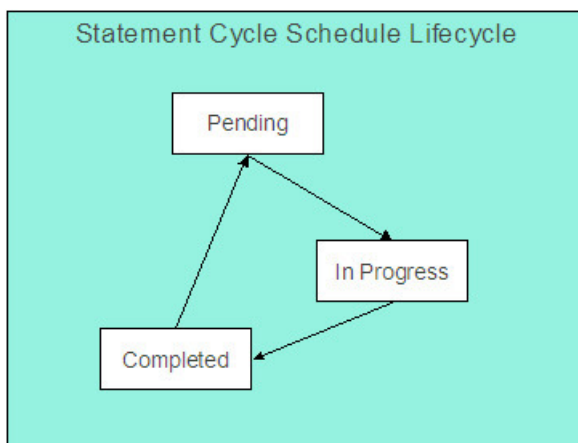 Statement Cycle Schedule Lifecycle
Pending
In Progress
Completed